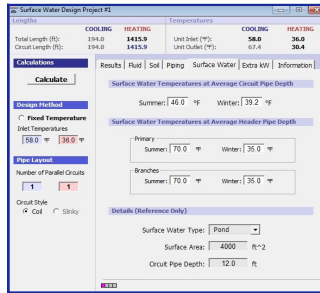 Surface Water Design Project #1
Lengths Temperatures
COOLING HEATING COOLING HEATING
Total Length (ft): 194.0 1415.9 Unit Inlet (°F): 58.0 36.0
Circuit Length (ft): 194.0 1415.9 Unit Outlet (°F): 67.4 30.4
Calculations
Calculate
Design Method
Fixed Temperature
Inlet Temperatures
58.0 °F 36.0 °F
Pipe Layout
Number of Parallel Circuits
1 1
Circuit Style
Coil Slinky
Results Fluid Soil Piping Surface Water Extra kW Information
Surface Water Temperatures at Average Circuit Pipe Depth
Summer: 46.0 °F Winter: 39.2 °F
Surface Water Temperatures at Average Header Pipe Depth
Primary
Summer: 70.0 °F Winter: 35.0 °F
Branches
Summer: 70.0 °F Winter: 35.0 °F
Details (Reference Only)
Surface Water Type: Pond
Surface Area: 4000 ft^2
Circuit Pipe Depth: 12.0 ft